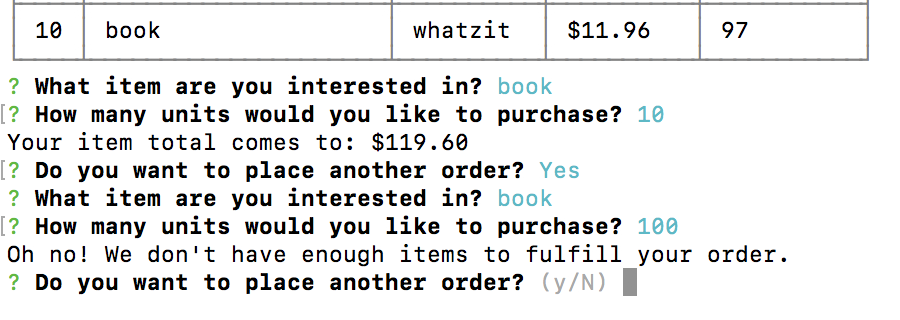 10 book whatzit $11.96 97
? What item are you interested in? book
[? How many units would you like to purchase? 10
Your item total comes to: $119.60
[? Do you want to place another order? Yes
? What item are you interested in? book
[? How many units would you like to purchase? 100
Oh no! We don't have enough items to fulfill your order.
? Do you want to place another order? (y/N)